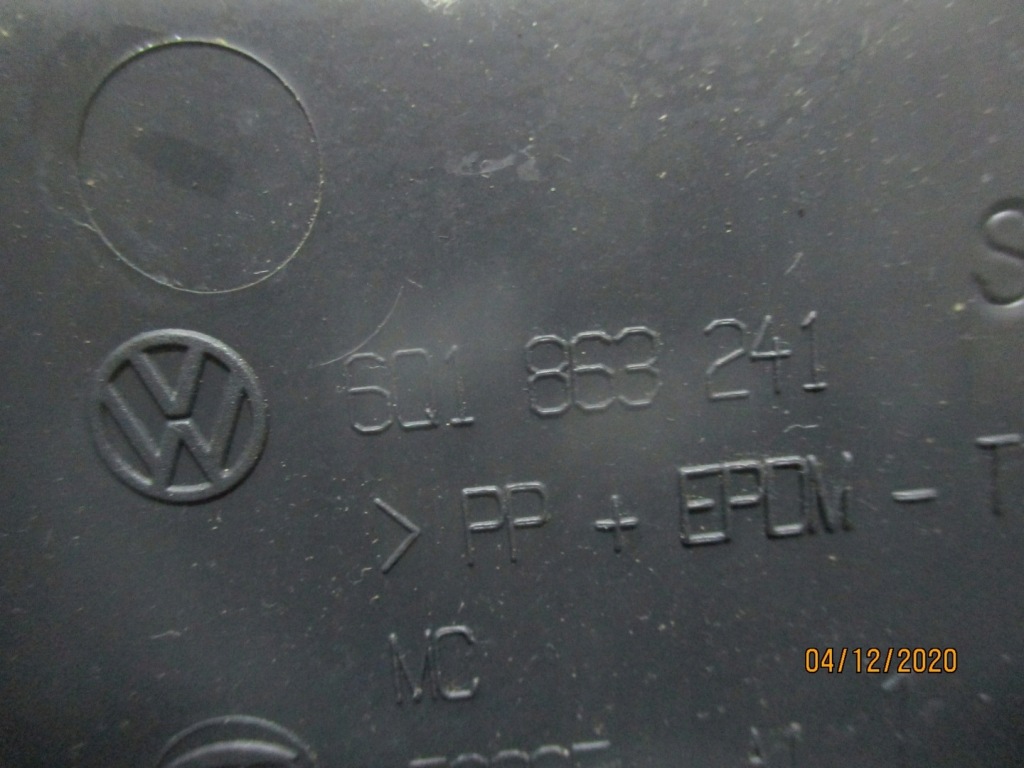 S
6Q1 863 241
> PP + EPDM - T
MC
04/12/2020